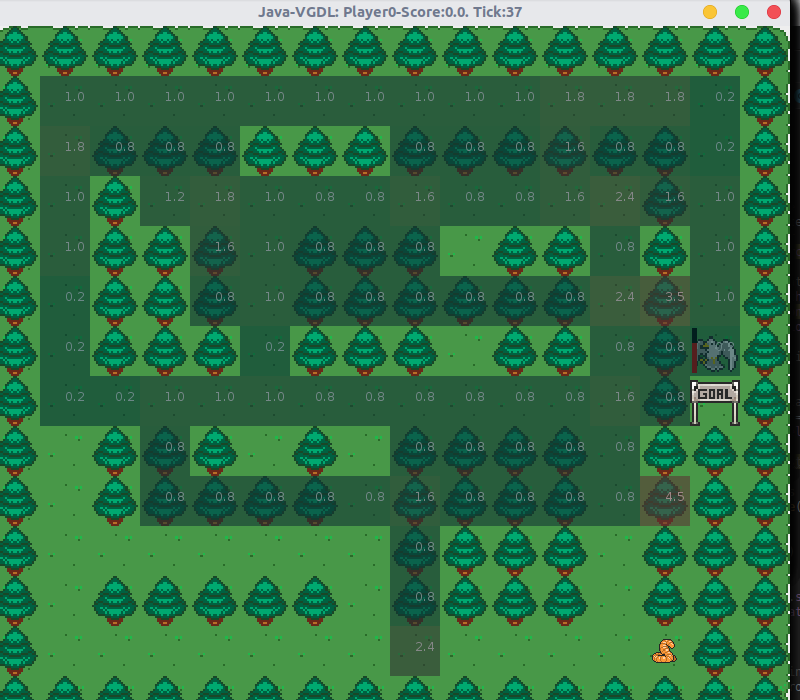 Java-VGDL: Player0-Score:0.0. Tick:37
1.0 1.0 1.0 1.0 1.0 1.0 1.0 1.0 1.0 1.0 1.8 1.8 1.8 0.2
1.8 0.8 0.8 0.8 0.8 0.8 0.8 1.6 0.8 0.8 0.2
1.0 1.2 1.8 1.0 0.8 0.8 1.6 0.8 0.8 1.6 2.4 1.6 1.0
1.0 1.6 1.0 0.8 0.8 0.8 0.8 1.0
0.2 0.8 1.0 0.8 0.8 0.8 0.8 0.8 0.8 2.4 3.5 1.0
0.2 0.2 0.8 0.8
0.2 0.2 1.0 1.0 0.8 0.8 0.8 0.8 0.8 0.8 0.8 1.6 0.8 GOAL
0.8 0.8 0.8 0.8 0.8 0.8
0.8 0.8 0.8 0.8 0.8 1.6 0.8 0.8 0.8 0.8 4.5
0.8
0.8
2.4